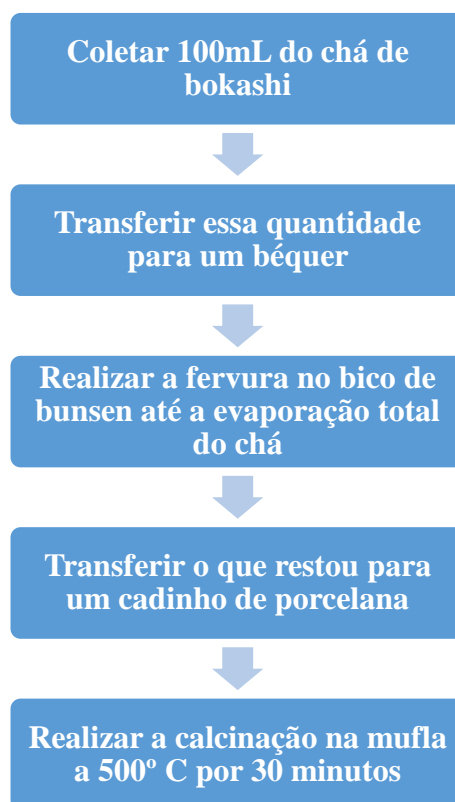 Coletar 100mL do chá de
bokashi
Transferir essa quantidade
para um béquer
Realizar a fervura no bico de
bunsen até a evaporação total
do chá
Transferir o que restou para
um cadinho de porcelana
Realizar a calcinação na mufla
a 500º C por 30 minutos